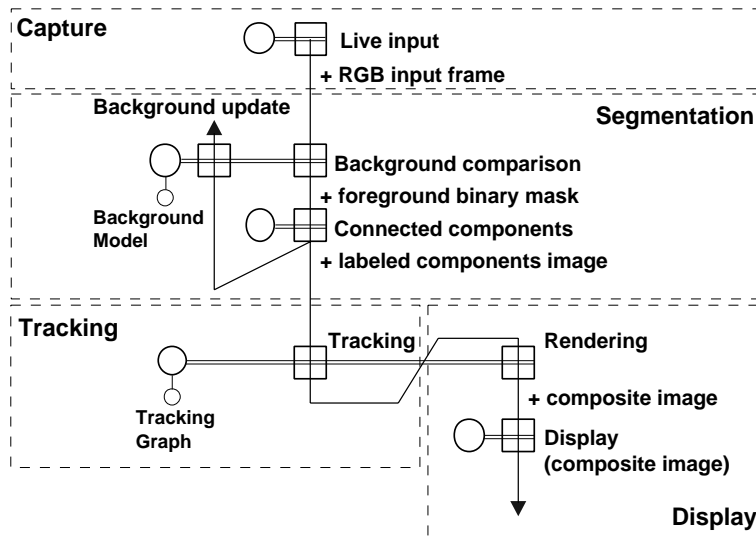 Capture
Live input
+ RGB input frame
Background update
Segmentation
Background comparison
+ foreground binary mask
Background
Model
Connected components
+ labeled components image
Tracking
Tracking
Rendering
+ composite image
Tracking
Graph
Display
(composite image)
Display